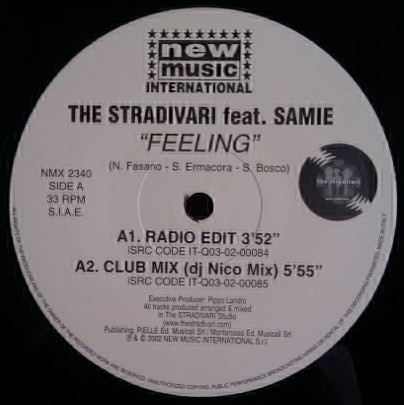 new
music
INTERNATIONAL
THE STRADIVARI feat. SAMIE
"FEELING"
(N. Fasano - S. Ermacora - S. Bosco)
NMX 2340
SIDE A
33 RPM
S.I.A.E.
the stradivari
A1. RADIO EDIT 3'52"
ISRC CODE IT-Q03-02-00084
A2. CLUB MIX (dj Nico Mix) 5'55"
ISRC CODE IT-Q03-02-00085
Executive Producer: Pippo Landro
All tracks produced arranged & mixed
in The STRADIVARI Studio
(www.thestradivari.com)
Publishing: PIELLE Ed. Musicali Srl / Monterosso Ed. Musicali Srl
℗ & © 2002 NEW MUSIC INTERNATIONAL S.r.l.